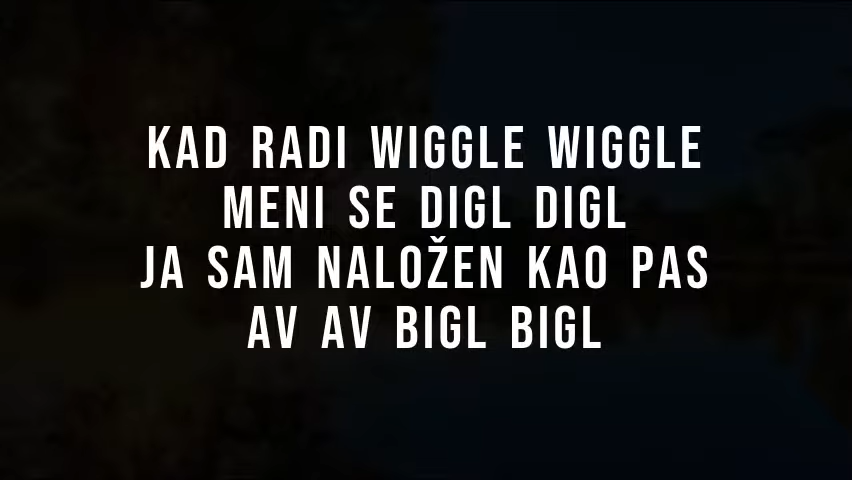 KAD RADI WIGGLE WIGGLE
MENI SE DIGL DIGL
JA SAM NALOŽEN KAO PAS
AV AV BIGL BIGL